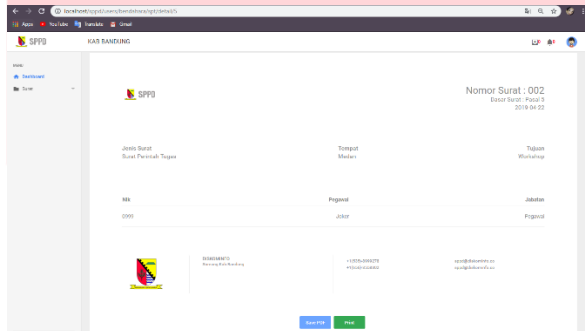 localhost/sppd/users/bendahara/spt/detail/5
Apps YouTube Translate Gmail
SPPD KAB BANDUNG
MENU
Dashboard
Surat
SPPD
Nomor Surat : 002
Dasar Surat : Pasal 5
2019-04-22
Jenis Surat Tempat Tujuan
Surat Perintah Tugas Medan Workshop
Nik Pegawai Jabatan
Joker Pegawai
Save PDF Print